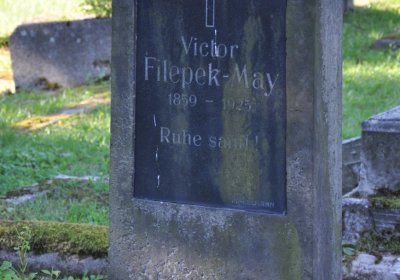 Victor
Filepek-May
1859 - 1925
Ruhe sanft!